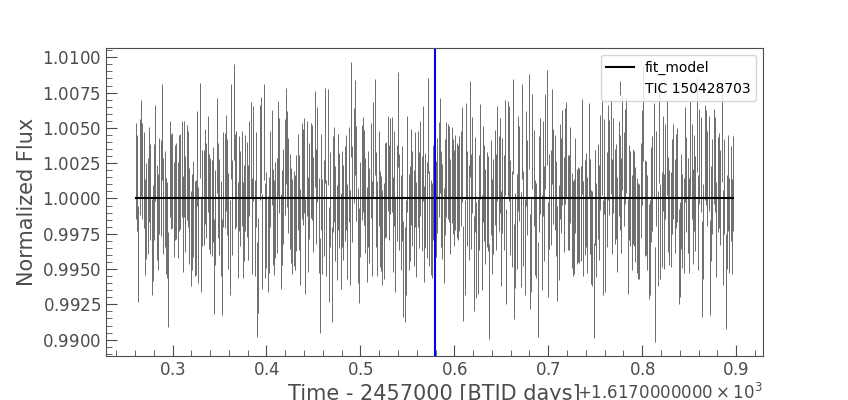 1.0100
1.0075
1.0050
1.0025
1.0000
0.9975
0.9950
0.9925
0.9900
Normalized Flux
fit_model
TIC 150428703
0.3 0.4 0.5 0.6 0.7 0.8 0.9
Time - 2457000 [BTJD days]
+1.6170000000 × 10³